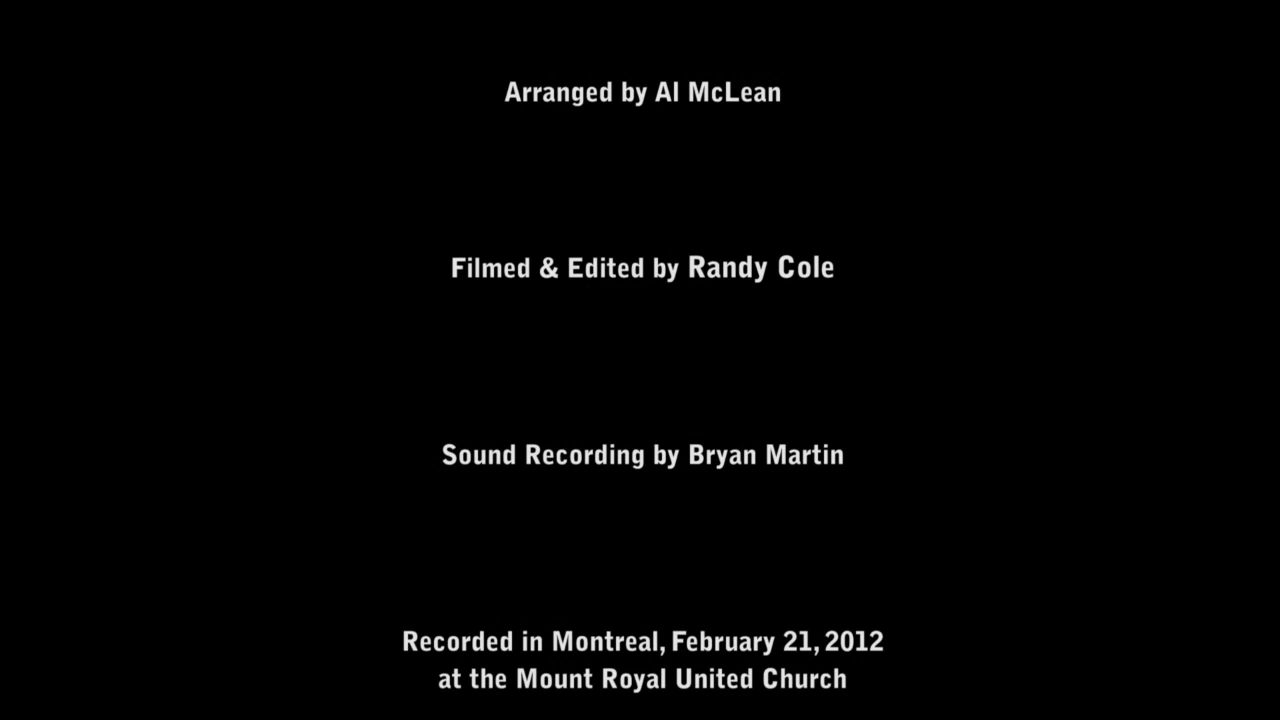 Arranged by Al McLean
Filmed & Edited by Randy Cole
Sound Recording by Bryan Martin
Recorded in Montreal, February 21, 2012
at the Mount Royal United Church